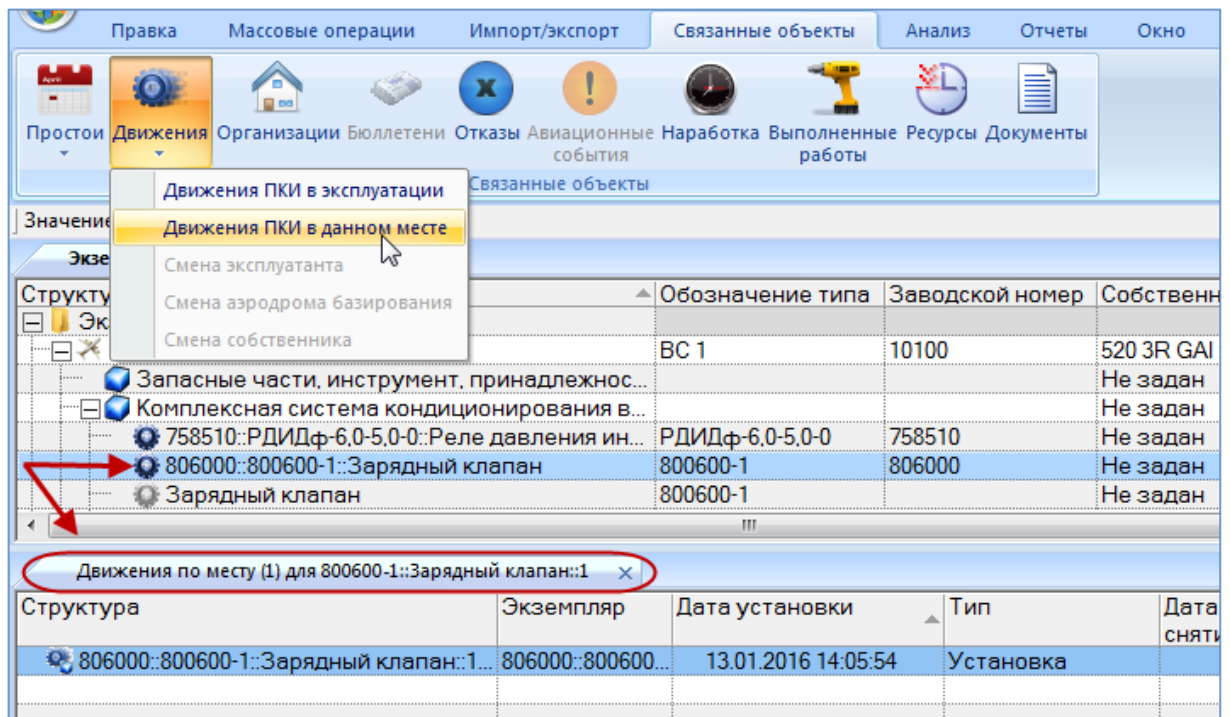 Правка Массовые операции Импорт/экспорт Связанные объекты Анализ Отчеты Окно
April
Простои Движения Организации Бюллетени Отказы Авиационные Наработка Выполненные Ресурсы Документы
события работы
Движения ПКИ в эксплуатации Связанные объекты
Значение Движения ПКИ в данном месте
Экзе Смена эксплуатанта
Смена аэродрома базирования
Смена собственника
Структу Обозначение типа Заводской номер Собственн
Эк
ВС 1 10100 520 3R GAI
Запасные части, инструмент, принадлежнос... Не задан
Комплексная система кондиционирования в... Не задан
758510::РДИДф-6,0-5,0-0::Реле давления ин... РДИДф-6,0-5,0-0 758510 Не задан
806000::800600-1::Зарядный клапан 800600-1 806000 Не задан
Зарядный клапан 800600-1 Не задан
Движения по месту (1) для 800600-1::Зарядный клапан::1 x
Структура Экземпляр Дата установки Тип Дата
сняти
806000::800600-1::Зарядный клапан::1... 806000::800600... 13.01.2016 14:05:54 Установка